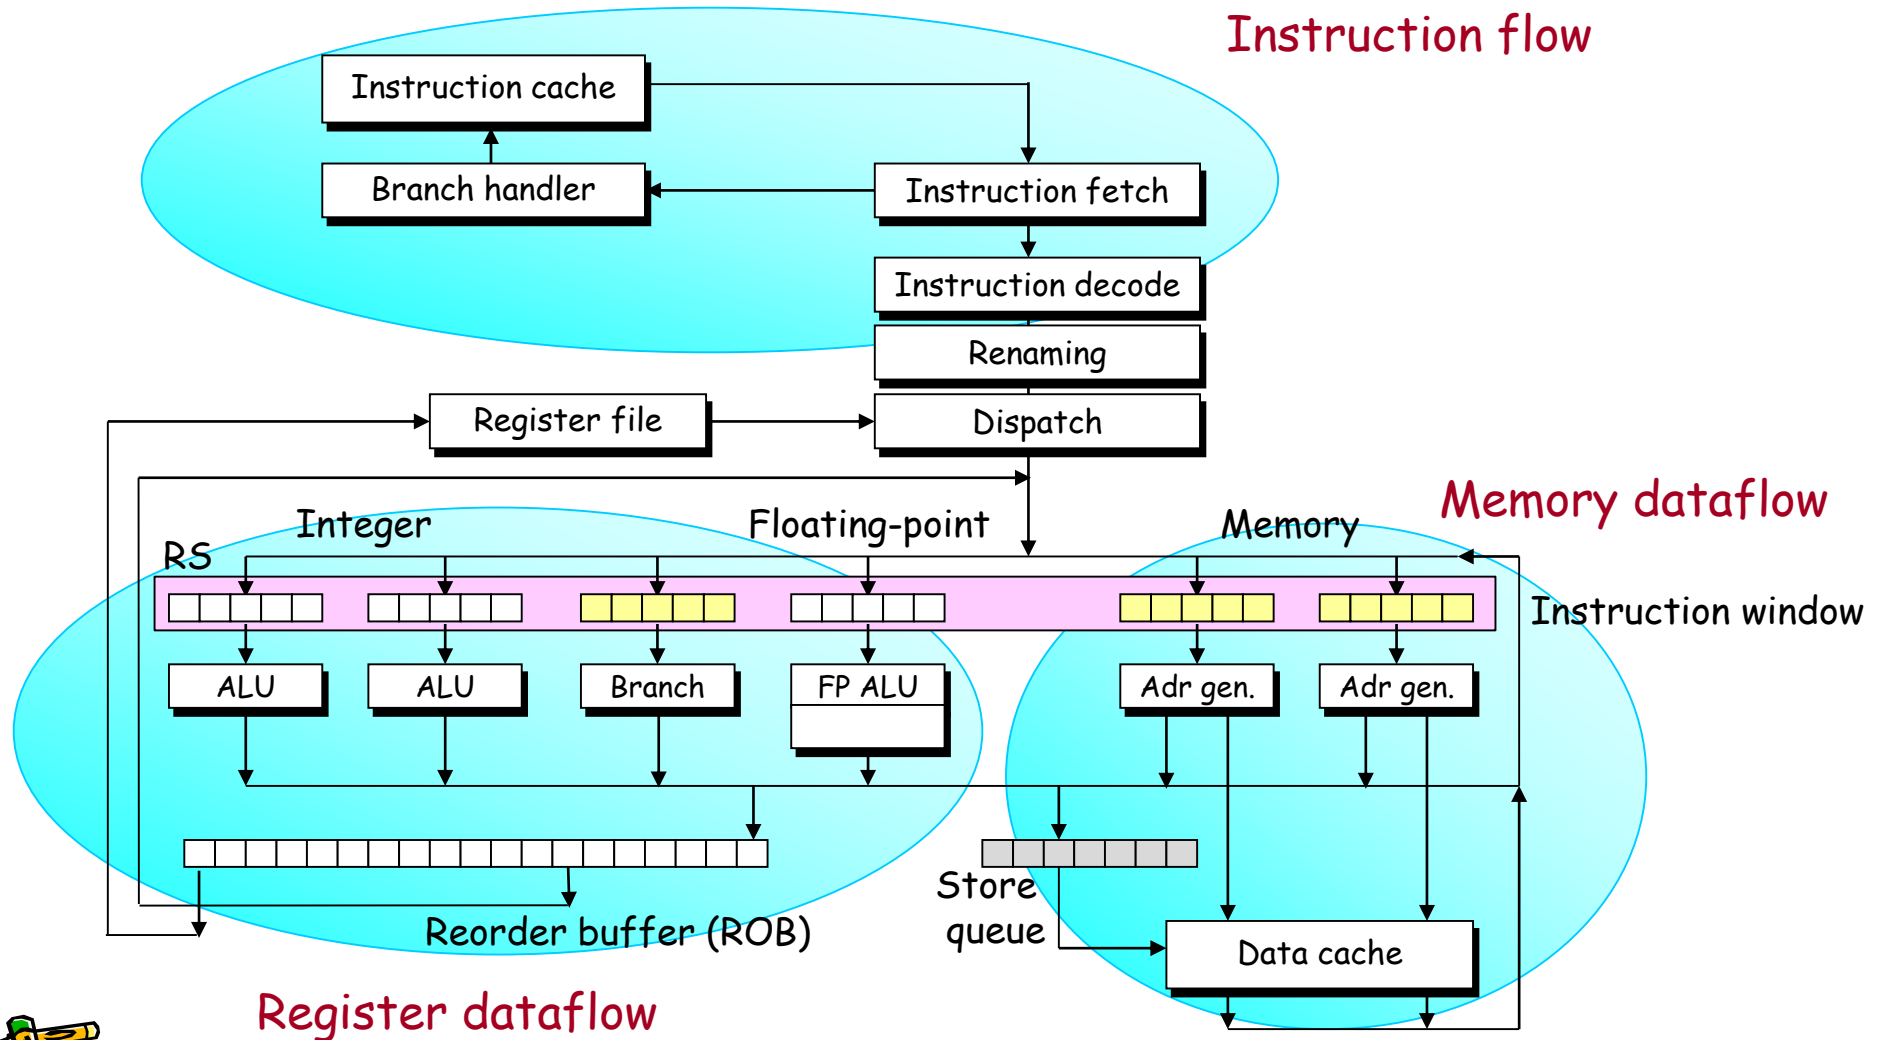 Instruction flow
Instruction cache
Branch handler
Instruction fetch
Instruction decode
Renaming
Register file
Dispatch
Memory dataflow
Integer
Floating-point
Memory
RS
Instruction window
ALU
ALU
Branch
FP ALU
Adr gen.
Adr gen.
Store
queue
Reorder buffer (ROB)
Data cache
Register dataflow